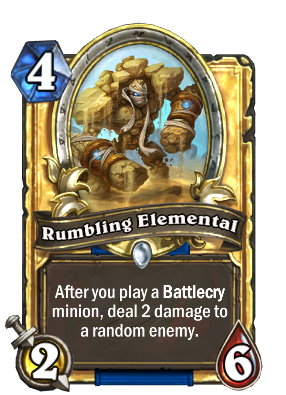 4
Rumbling Elemental
After you play a Battlecry
minion, deal 2 damage to
a random enemy.
2
6